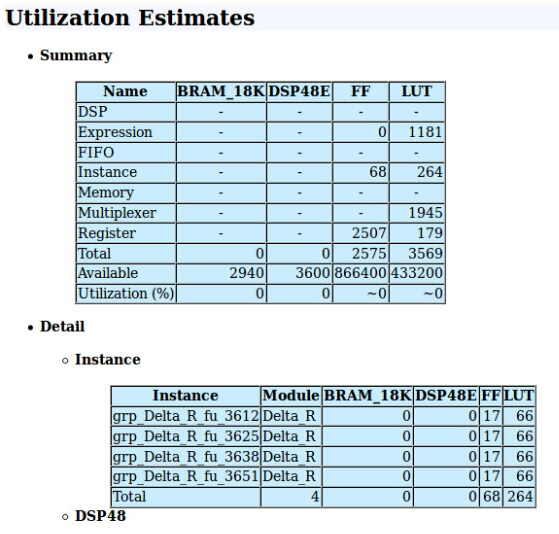 Utilization Estimates
Summary
Name BRAM_18K DSP48E FF LUT
DSP - - - -
Expression - - 0 1181
FIFO - - - -
Instance - - 68 264
Memory - - - -
Multiplexer - - - 1945
Register - - 2507 179
Total 0 0 2575 3569
Available 2940 3600 866400 433200
Utilization (%) 0 0 ~0 ~0
Detail
Instance
Instance Module BRAM_18K DSP48E FF LUT
grp_Delta_R_fu_3612 Delta_R 0 0 17 66
grp_Delta_R_fu_3625 Delta_R 0 0 17 66
grp_Delta_R_fu_3638 Delta_R 0 0 17 66
grp_Delta_R_fu_3651 Delta_R 0 0 17 66
Total 4 0 0 68 264
DSP48